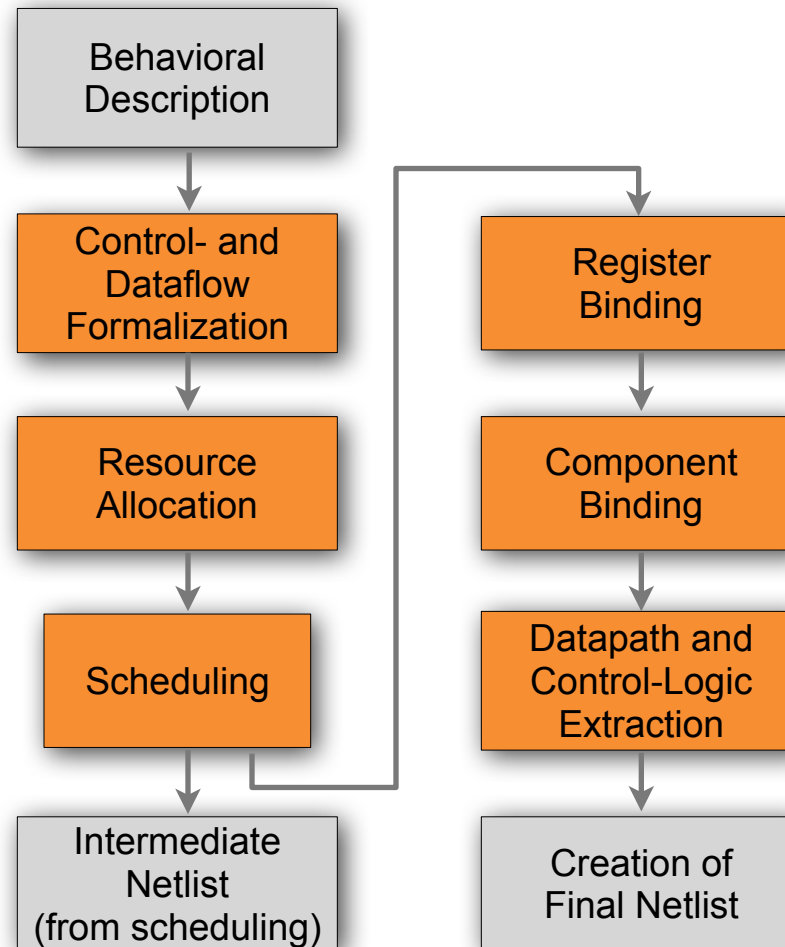 Behavioral
Description
Control- and
Dataflow
Formalization
Resource
Allocation
Scheduling
Intermediate
Netlist
(from scheduling)
Register
Binding
Component
Binding
Datapath and
Control-Logic
Extraction
Creation of
Final Netlist